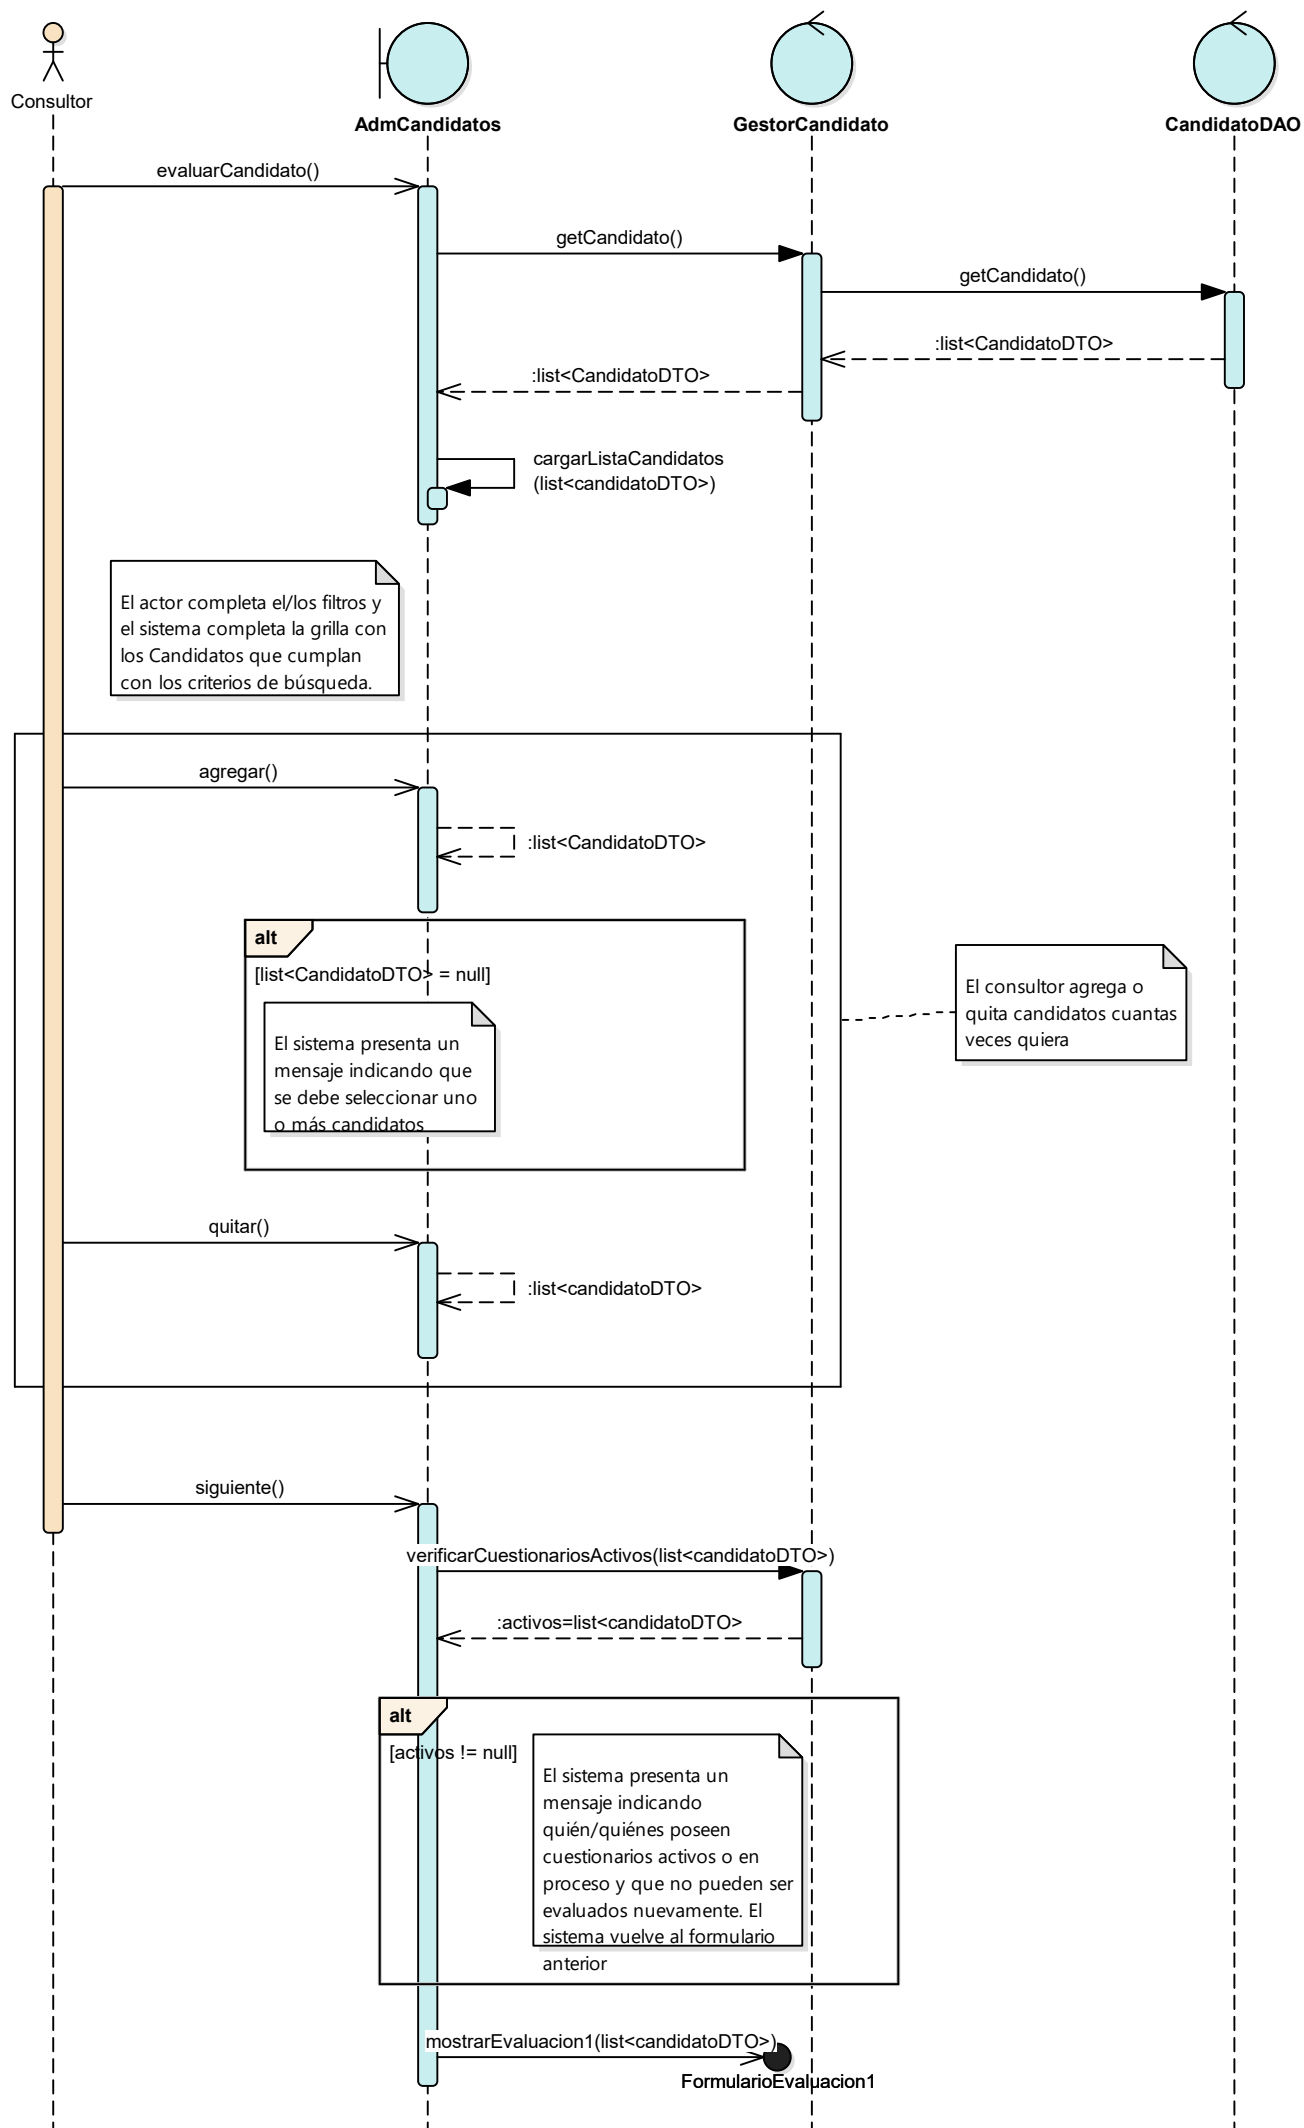 Consultor
AdmCandidatos
GestorCandidato
CandidatoDAO
evaluarCandidato()
getCandidato()
getCandidato()
:list<CandidatoDTO>
:list<CandidatoDTO>
cargarListaCandidatos
(list<candidatoDTO>)
El actor completa el/los filtros y
el sistema completa la grilla con
los Candidatos que cumplan
con los criterios de búsqueda.
agregar()
:list<CandidatoDTO>
alt
[list<CandidatoDTO> = null]
El sistema presenta un
mensaje indicando que
se debe seleccionar uno
o más candidatos
El consultor agrega o
quita candidatos cuantas
veces quiera
quitar()
:list<candidatoDTO>
siguiente()
verificarCuestionariosActivos(list<candidatoDTO>)
:activos=list<candidatoDTO>
alt
[activos != null]
El sistema presenta un
mensaje indicando
quién/quiénes poseen
cuestionarios activos o en
proceso y que no pueden ser
evaluados nuevamente. El
sistema vuelve al formulario
anterior
mostrarEvaluacion1(list<candidatoDTO>)
FormularioEvaluacion1